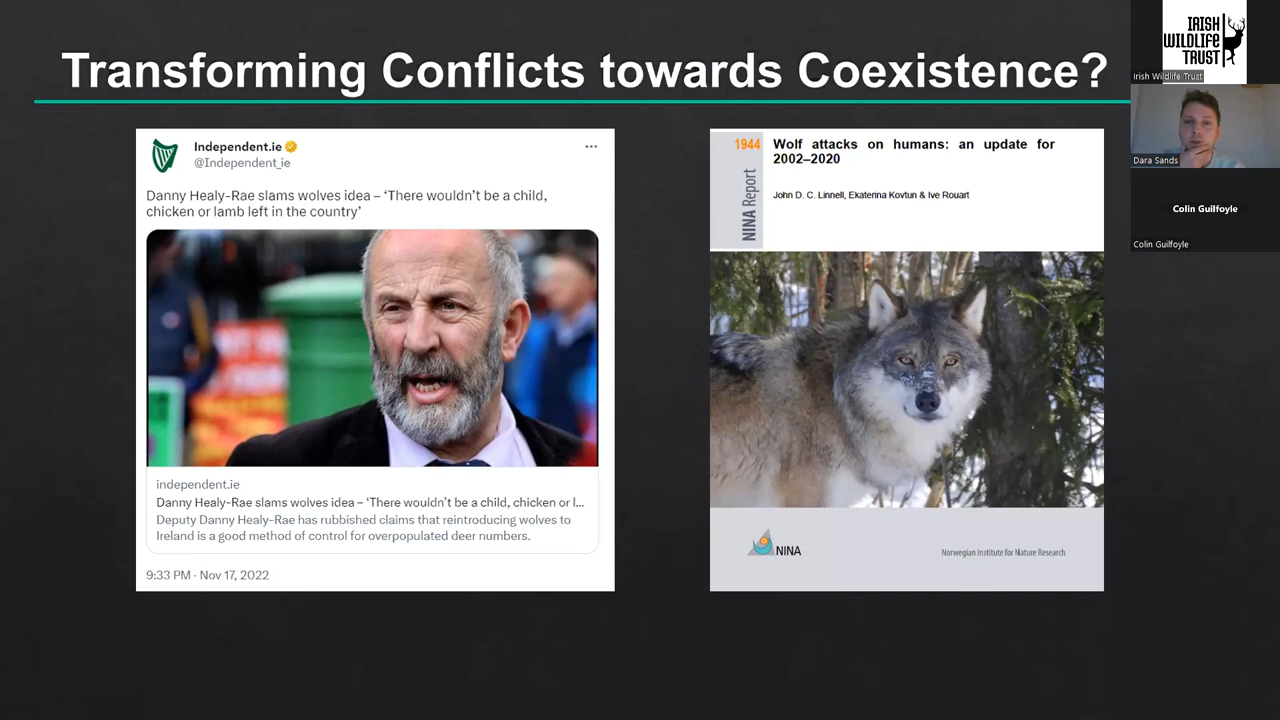 Transforming Conflicts towards Coexistence?
Independent.ie
@Independent_ie
Danny Healy-Rae slams wolves idea – ‘There wouldn’t be a child,
chicken or lamb left in the country’
independent.ie
Danny Healy-Rae slams wolves idea – ‘There wouldn’t be a child, chicken or l...
Deputy Danny Healy-Rae has rubbished claims that reintroducing wolves to
Ireland is a good method of control for overpopulated deer numbers.
9:33 PM · Nov 17, 2022
1944
NINA Report
Wolf attacks on humans: an update for
2002–2020
John D. C. Linnell, Ekaterina Kovtun & Ive Rouart
NINA
Norwegian Institute for Nature Research
IRISH
WILDLIFE
TRUST
Irish Wildlife Trust
Dara Sands
Colin Guilfoyle
Colin Guilfoyle